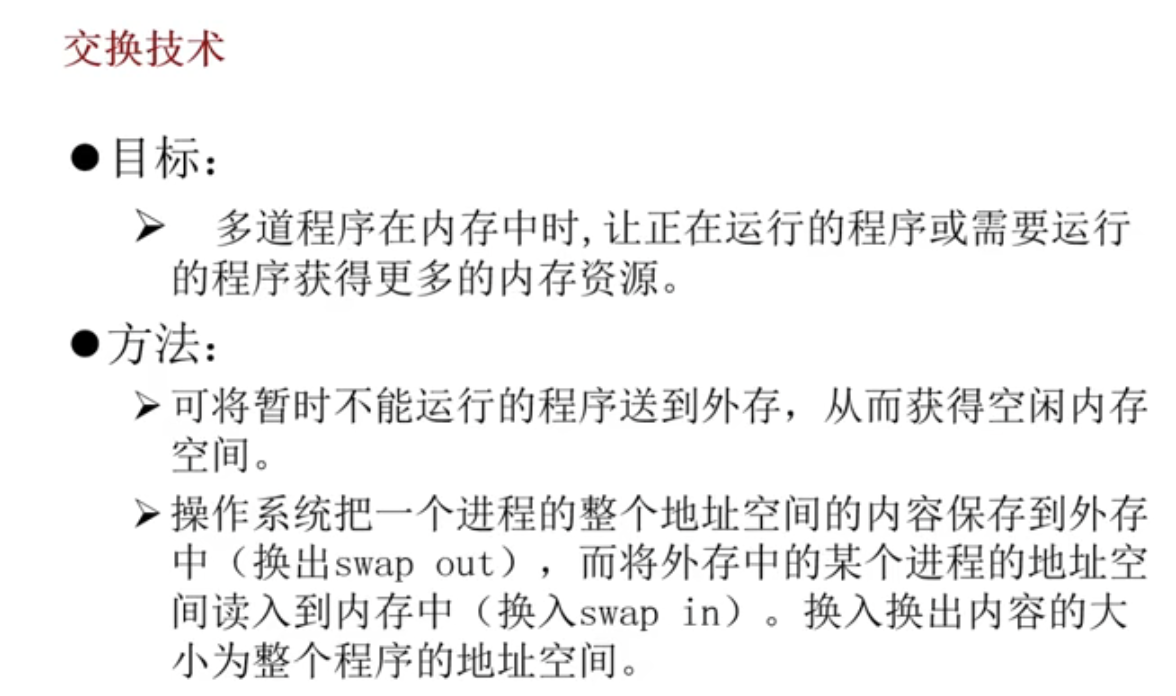 交换技术
●目标：
➢ 多道程序在内存中时,让正在运行的程序或需要运行
的程序获得更多的内存资源。
●方法：
➢可将暂时不能运行的程序送到外存，从而获得空闲内存
空间。
➢操作系统把一个进程的整个地址空间的内容保存到外存
中（换出swap out），而将外存中的某个进程的地址空
间读入到内存中（换入swap in）。换入换出内容的大
小为整个程序的地址空间。